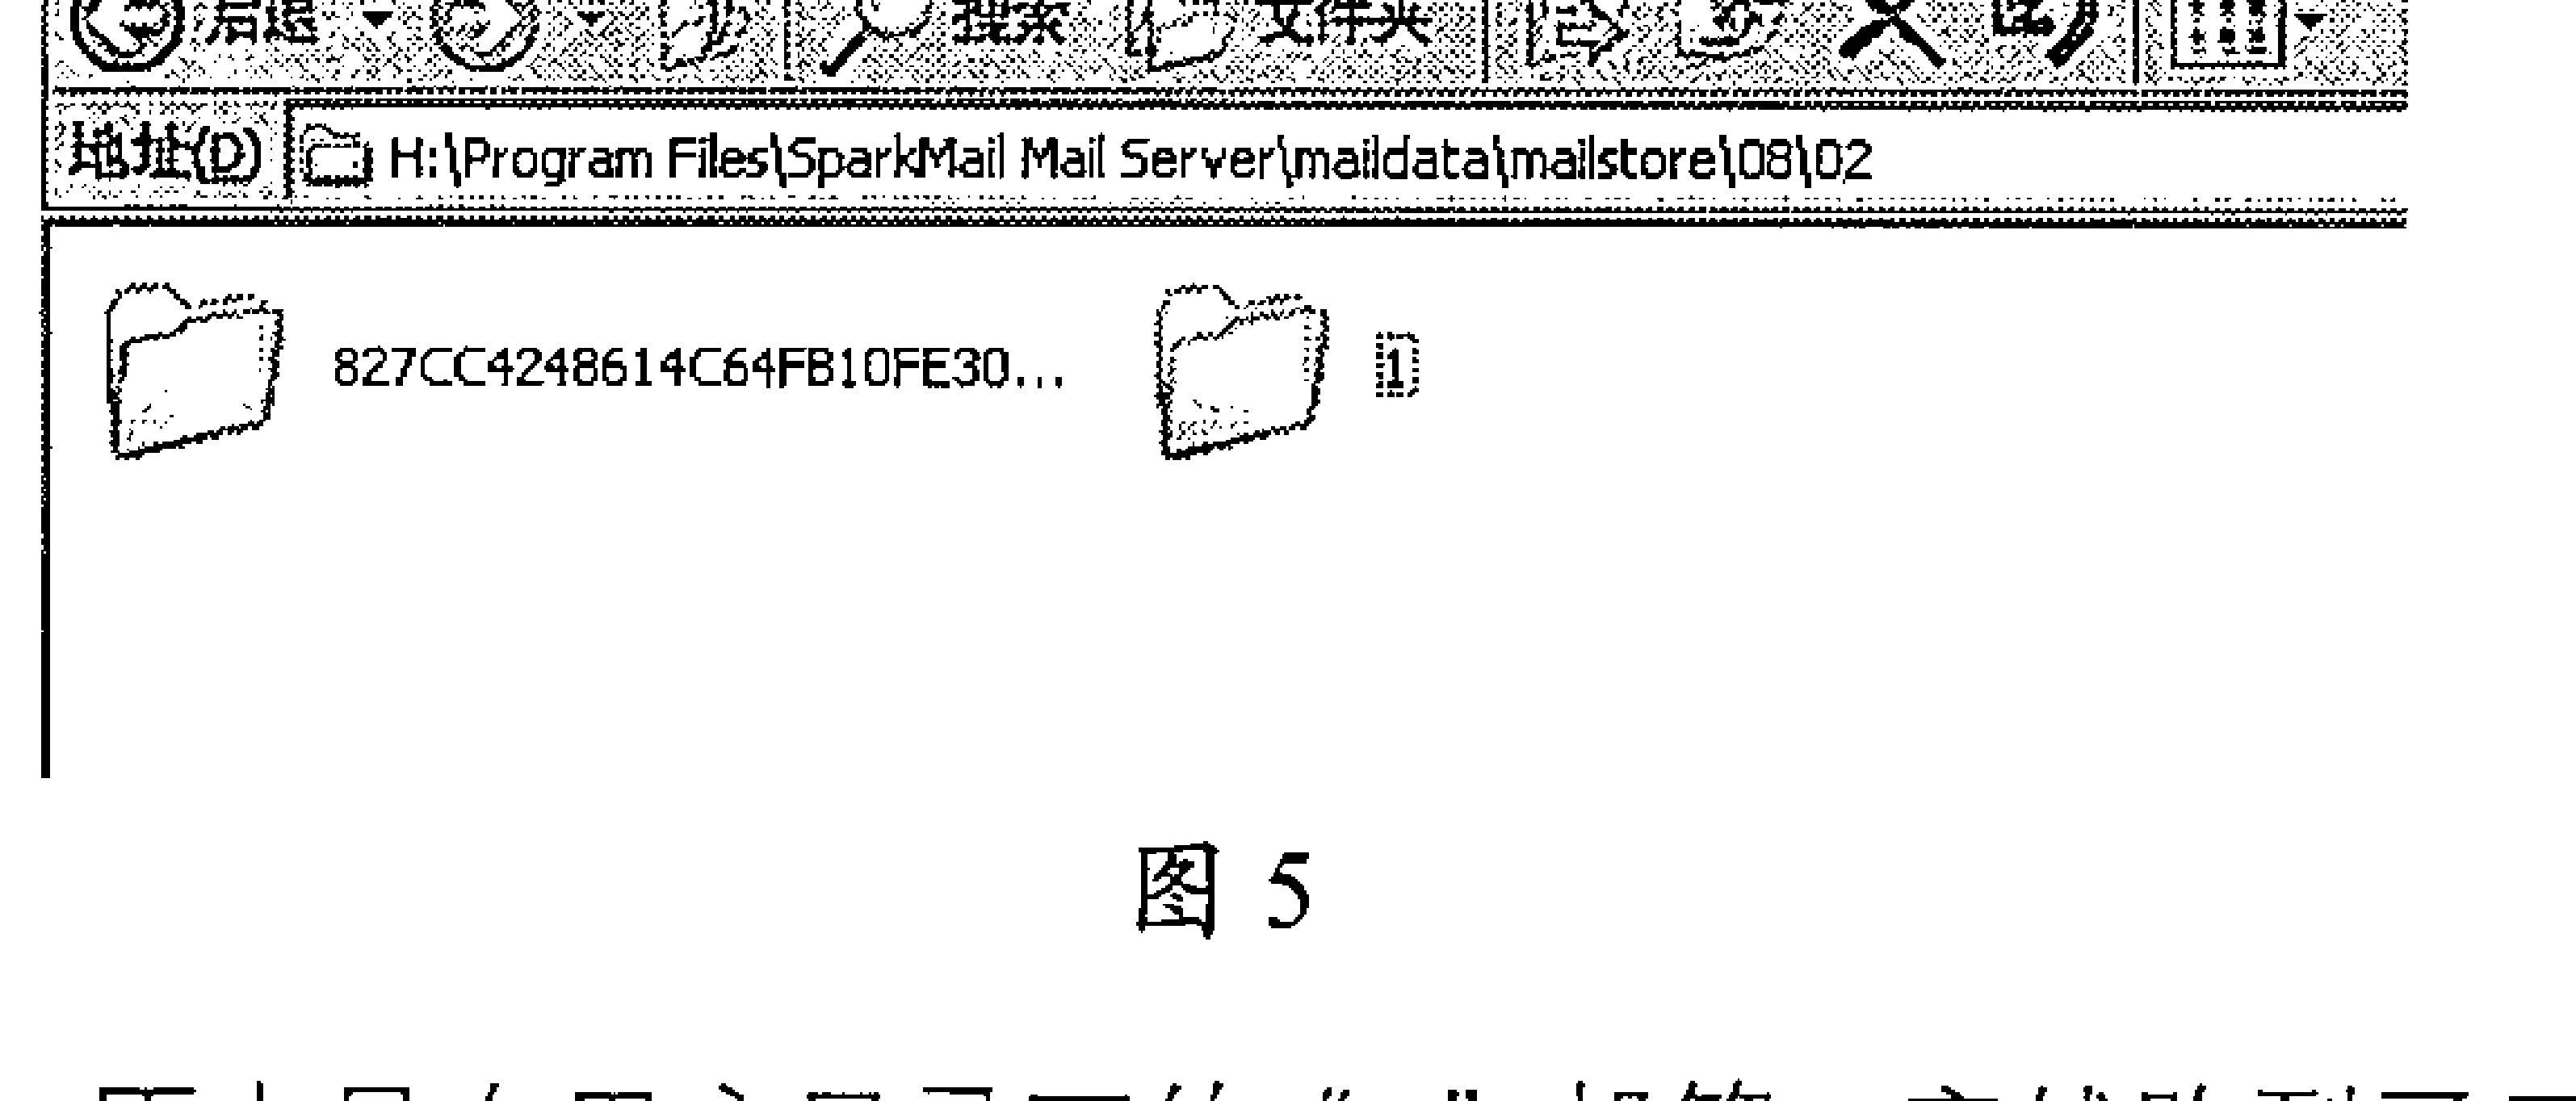 后退 搜索 文件夹
地址(D) H:\Program Files\SparkMail Mail Server\maildata\mailstore\08\02
827CC4248614C64FB10FE30... 1
图 5